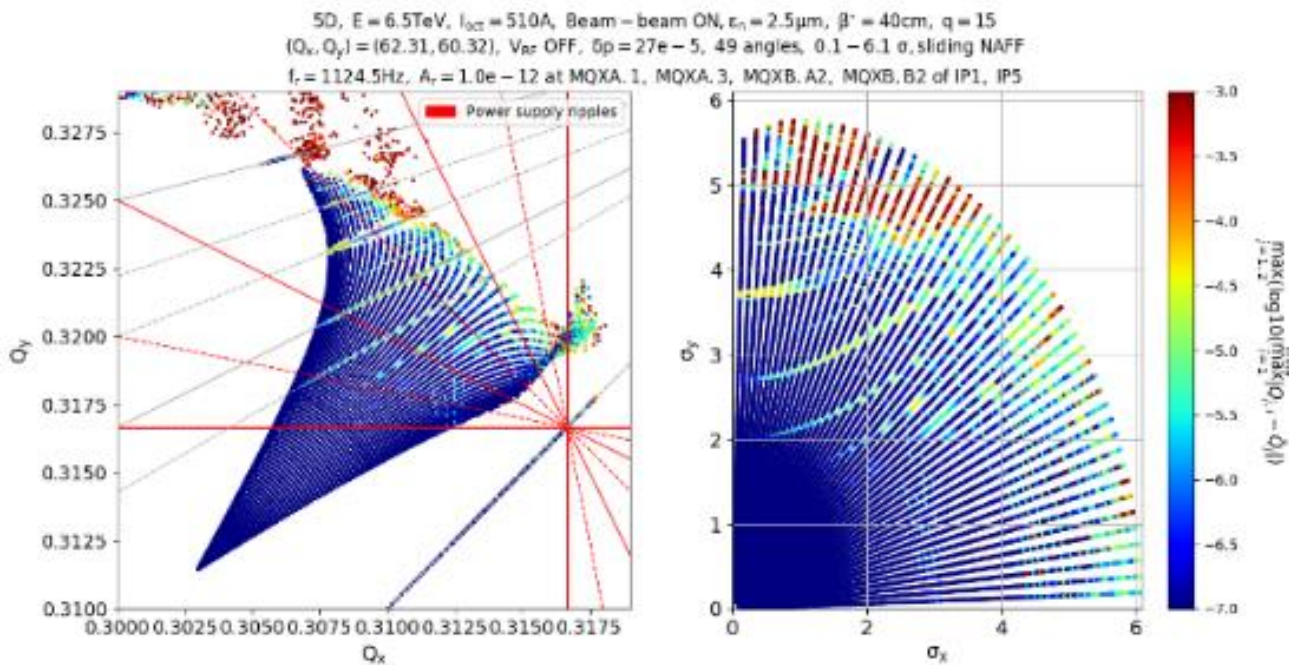 5D, E = 6.5TeV, I_oct = 510A, Beam − beam ON, ε_n = 2.5μm, β* = 40cm, q = 15
(Q_x, Q_y) = (62.31, 60.32), V_RF OFF, δp = 27e − 5, 49 angles, 0.1 − 6.1 σ, sliding NAFF
f_r = 1124.5Hz, A_r = 1.0e − 12 at MQXA.1, MQXA.3, MQXB.A2, MQXB.B2 of IP1, IP5
Power supply ripples
0.3275
0.3250
0.3225
0.3200
0.3175
0.3150
0.3125
0.3100
Q_y
0.3000 0.3025 0.3050 0.3075 0.3100 0.3125 0.3150 0.3175
Q_x
6
5
4
3
2
1
0
σ_y
0 2 4 6
σ_x
−3.0
−3.5
−4.0
−4.5
−5.0
−5.5
−6.0
−6.5
−7.0